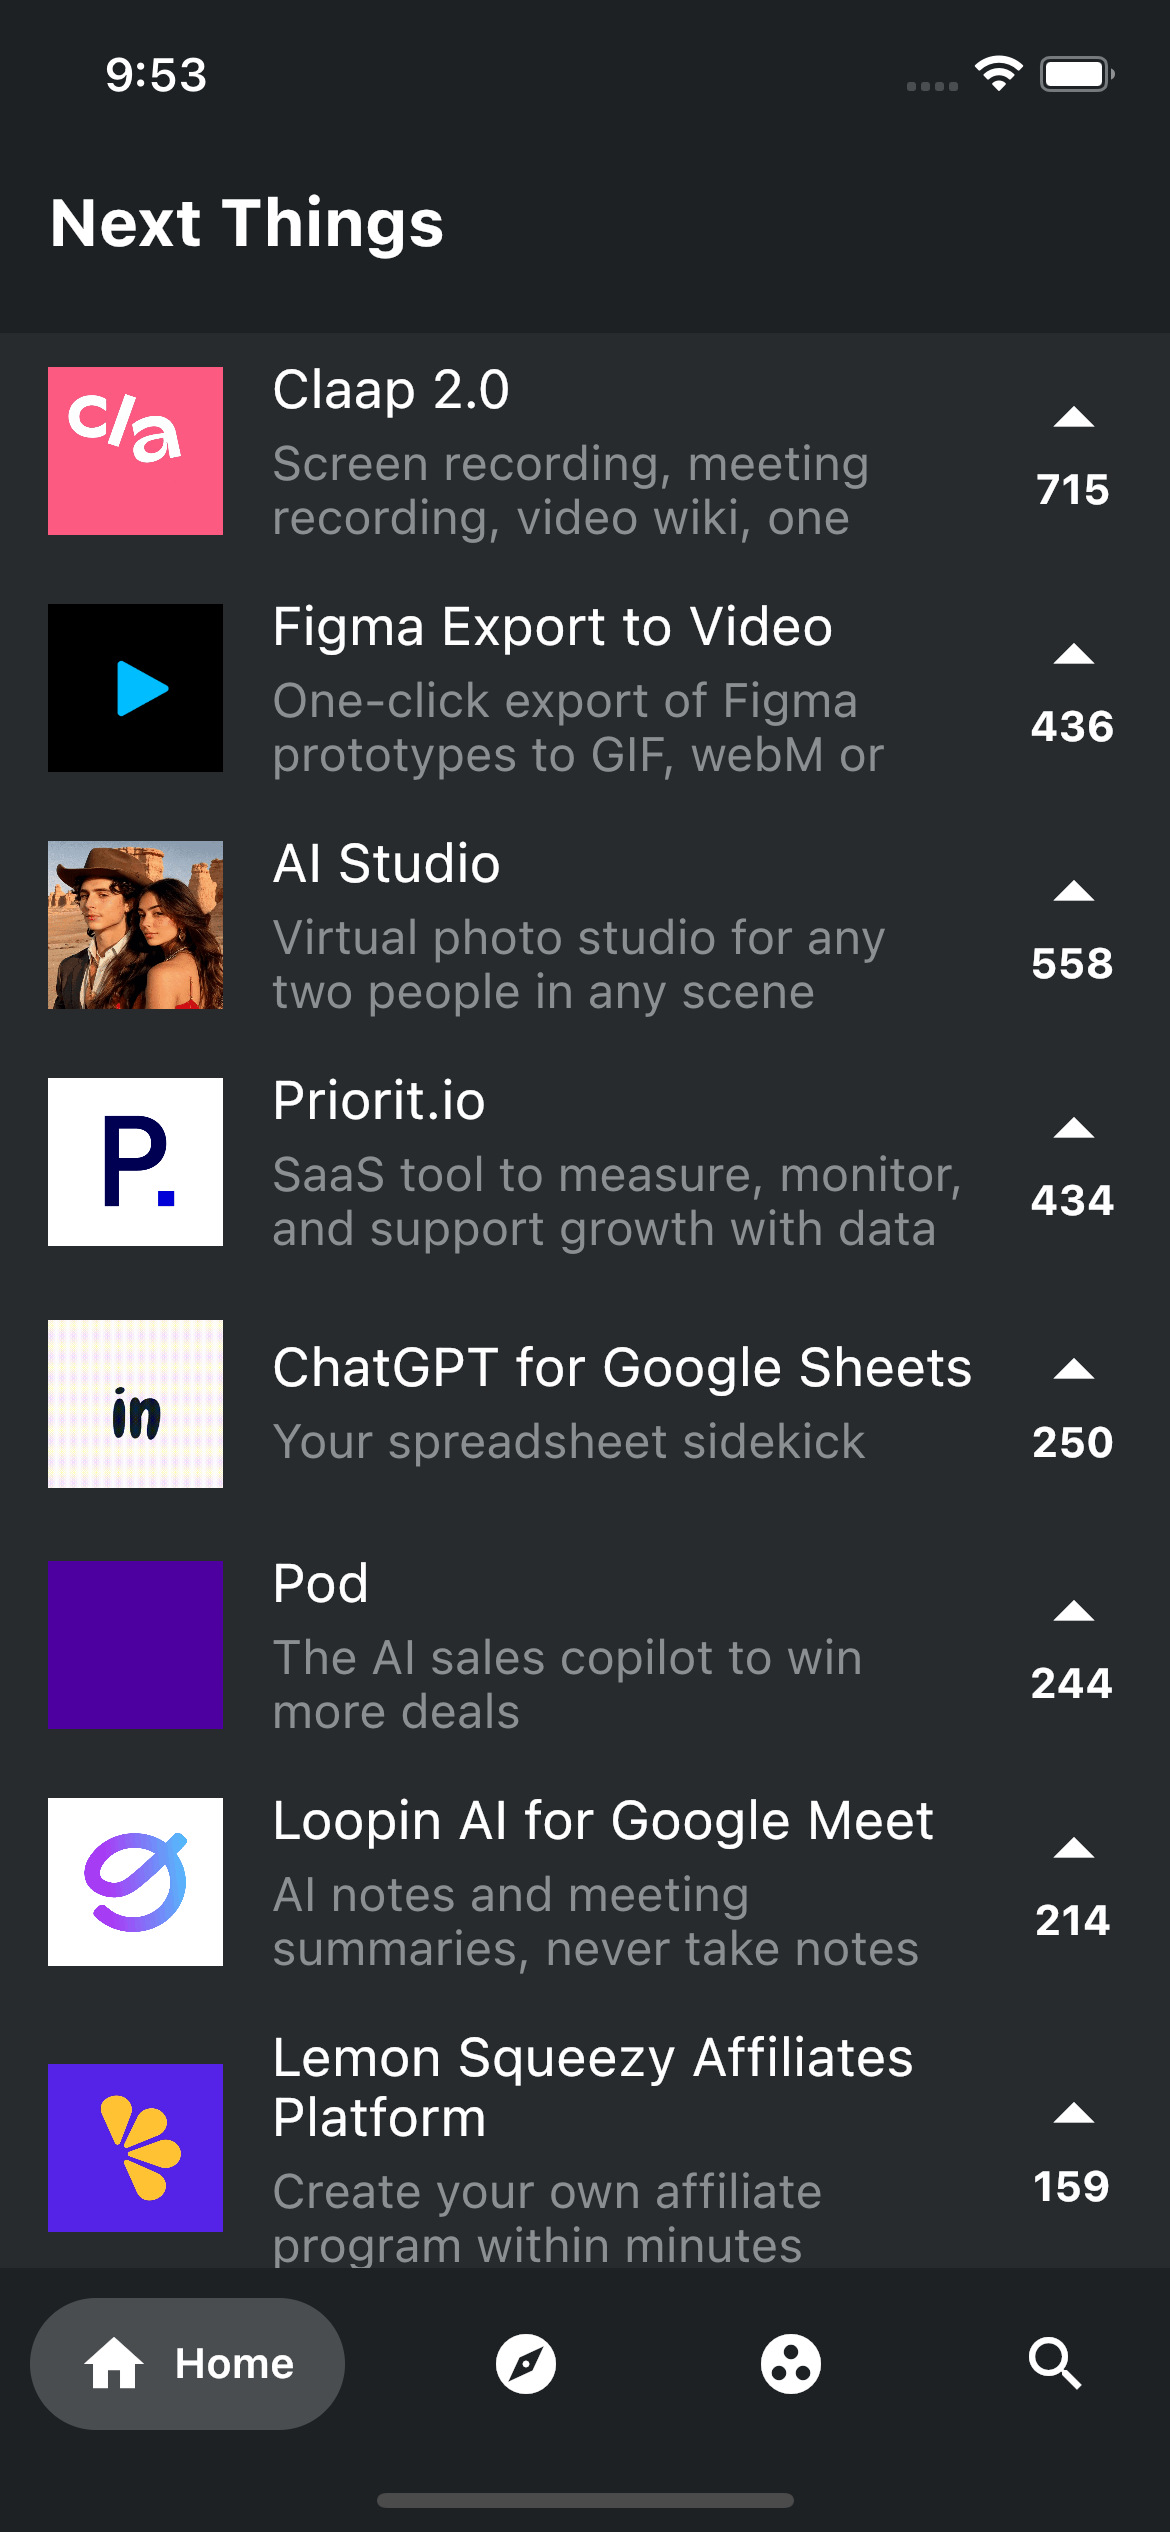 9:53
Next Things
cla
Claap 2.0
Screen recording, meeting
recording, video wiki, one
715
Figma Export to Video
One-click export of Figma
prototypes to GIF, webM or
436
AI Studio
Virtual photo studio for any
two people in any scene
558
P.
Priorit.io
SaaS tool to measure, monitor,
and support growth with data
434
in
ChatGPT for Google Sheets
Your spreadsheet sidekick
250
Pod
The AI sales copilot to win
more deals
244
Loopin AI for Google Meet
AI notes and meeting
summaries, never take notes
214
Lemon Squeezy Affiliates
Platform
Create your own affiliate
program within minutes
159
Home